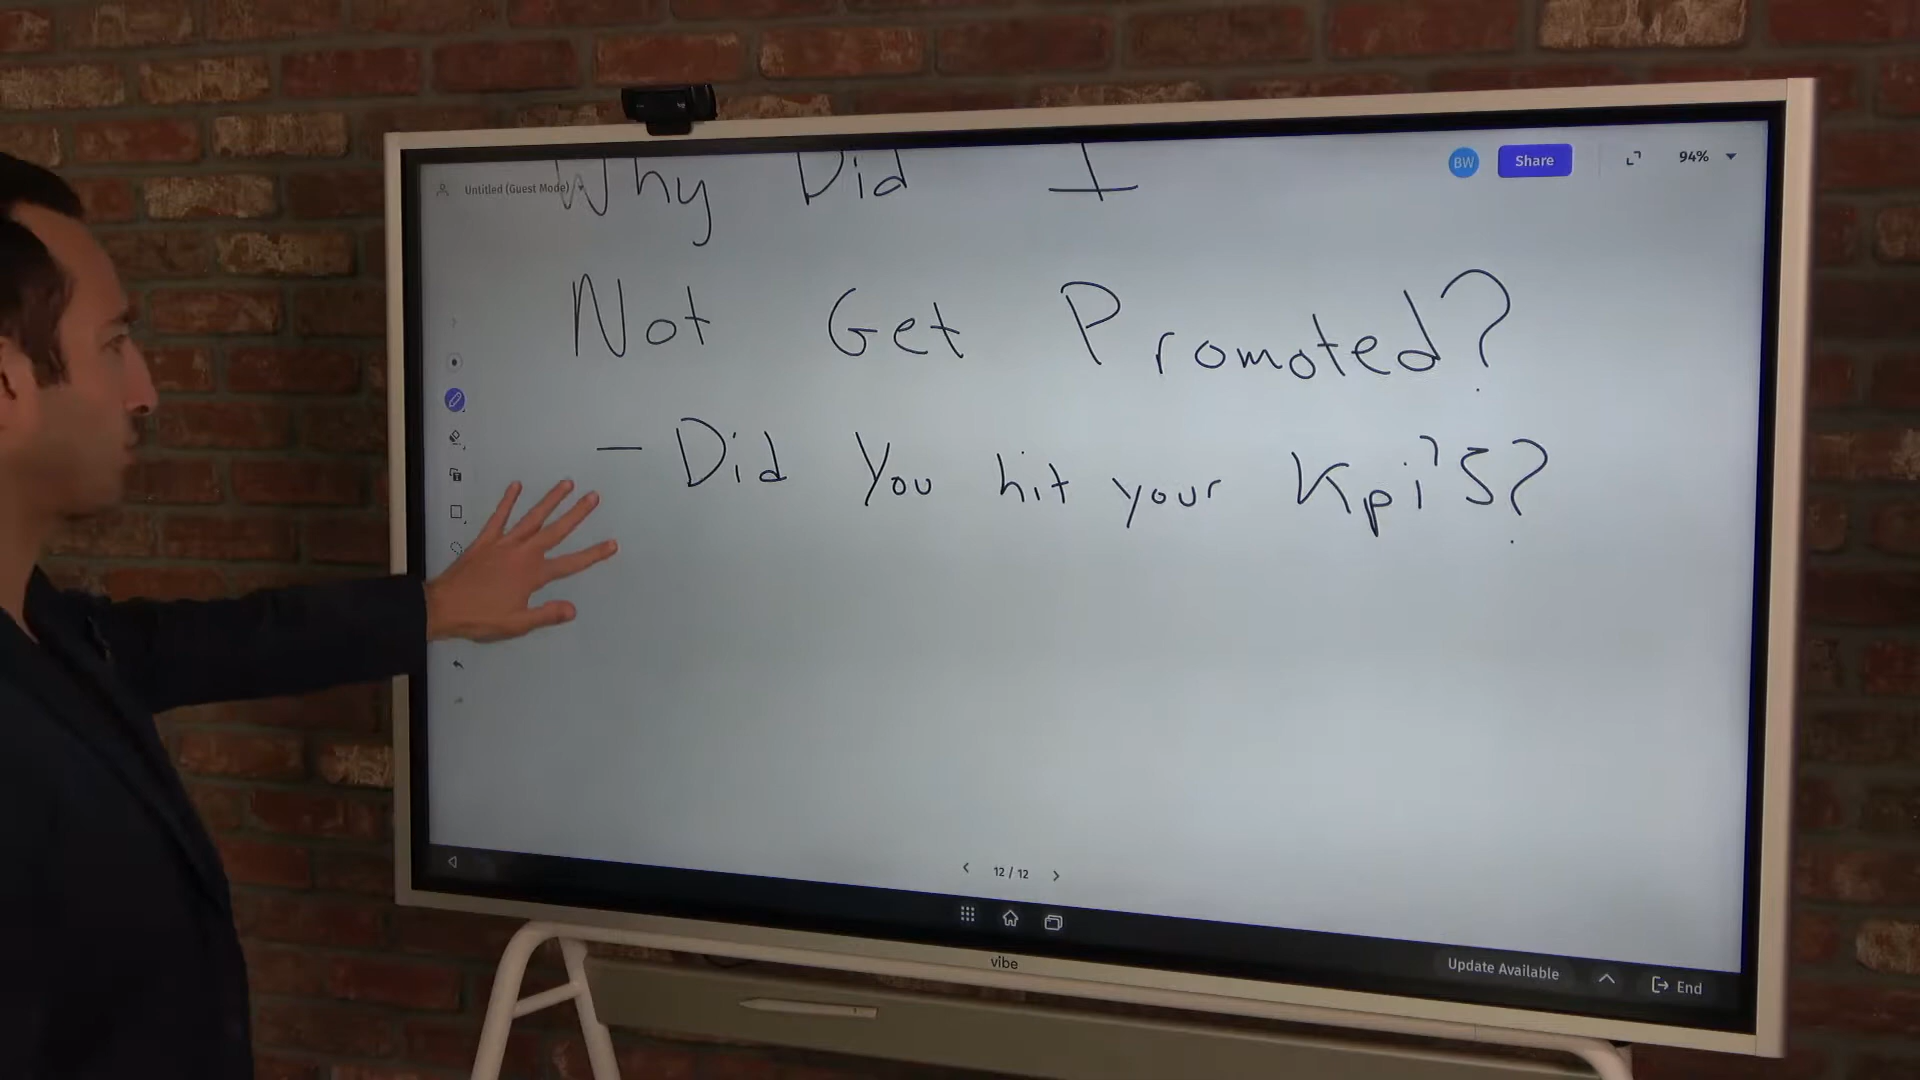 Why Did I
Untitled (Guest Mode)
BW
Share
94%
Not Get Promoted?
- Did You hit your Kpi's?
12 / 12
vibe
Update Available
End